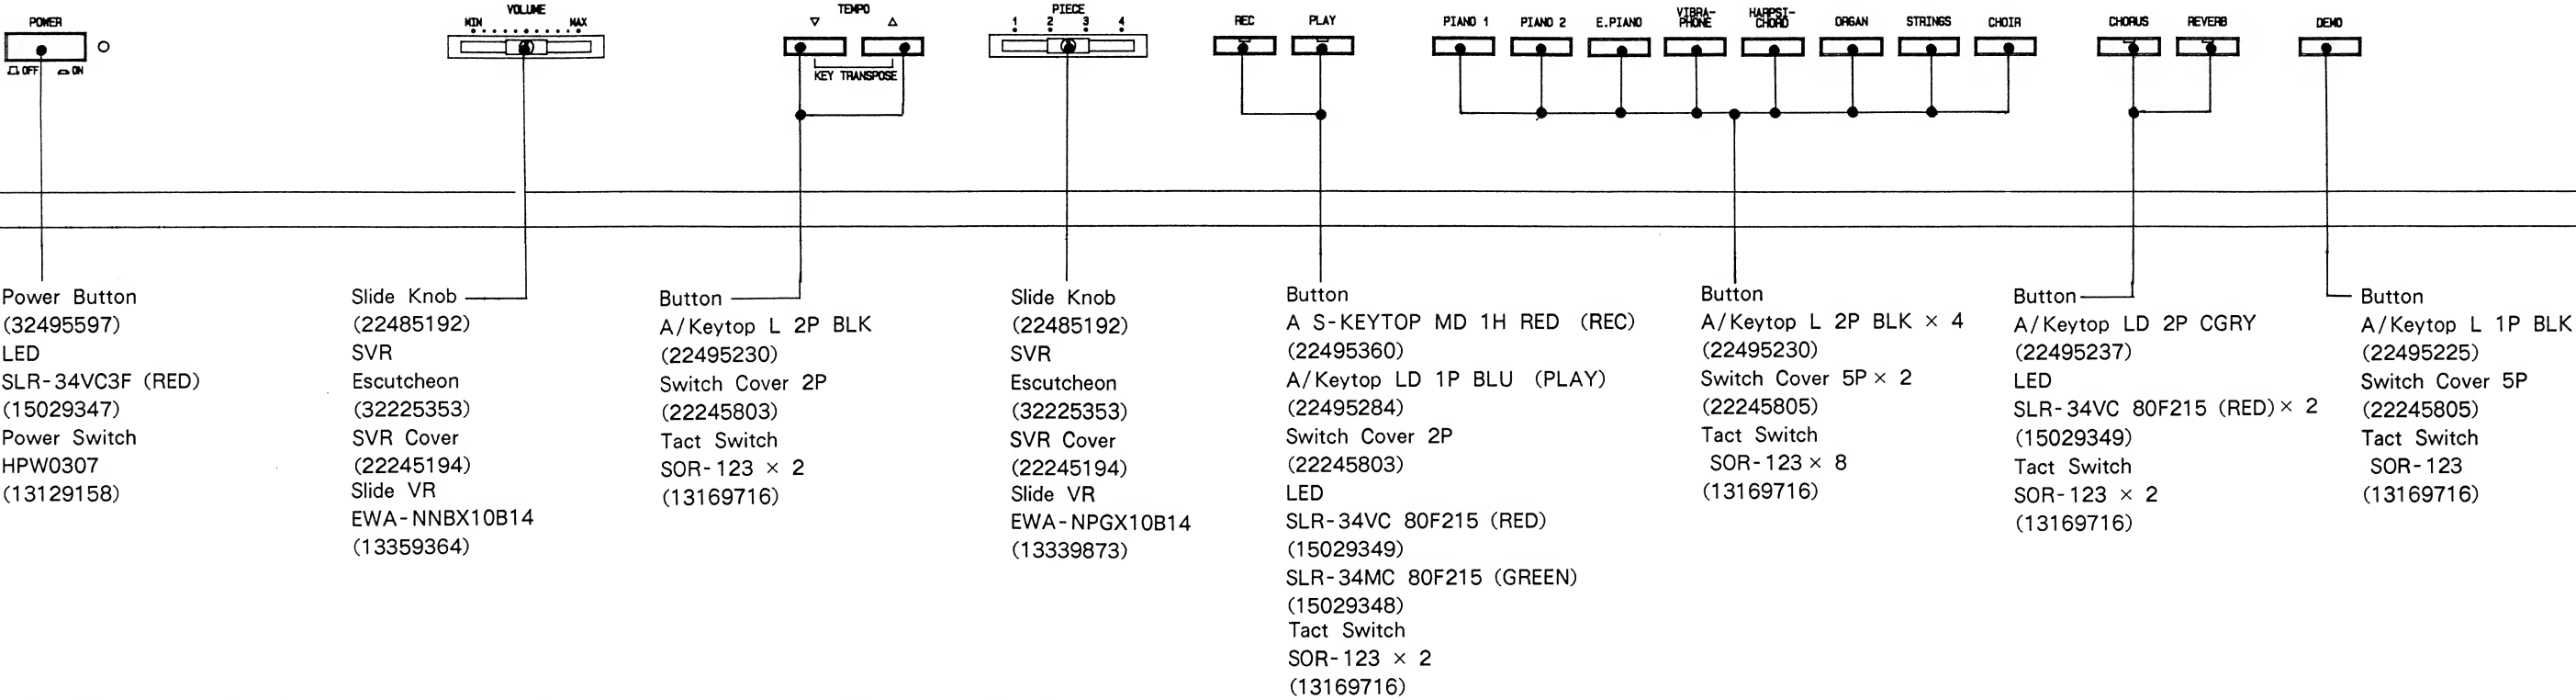 POWER
OFF ON
VOLUME
MIN MAX
TEMPO
▽ △
KEY TRANSPOSE
PIECE
1 2 3 4
REC
PLAY
PIANO 1
PIANO 2
E.PIANO
VIBRA-
PHONE
HARPSI-
CHORD
ORGAN
STRINGS
CHOIR
CHORUS
REVERB
DEMO
Power Button
(32495597)
LED
SLR-34VC3F (RED)
(15029347)
Power Switch
HPW0307
(13129158)
Slide Knob
(22485192)
SVR
Escutcheon
(32225353)
SVR Cover
(22245194)
Slide VR
EWA-NNBX10B14
(13359364)
Button
A/Keytop L 2P BLK
(22495230)
Switch Cover 2P
(22245803)
Tact Switch
SOR-123 × 2
(13169716)
Slide Knob
(22485192)
SVR
Escutcheon
(32225353)
SVR Cover
(22245194)
Slide VR
EWA-NPGX10B14
(13339873)
Button
A S-KEYTOP MD 1H RED (REC)
(22495360)
A/Keytop LD 1P BLU (PLAY)
(22495284)
Switch Cover 2P
(22245803)
LED
SLR-34VC 80F215 (RED)
(15029349)
SLR-34MC 80F215 (GREEN)
(15029348)
Tact Switch
SOR-123 × 2
(13169716)
Button
A/Keytop L 2P BLK × 4
(22495230)
Switch Cover 5P × 2
(22245805)
Tact Switch
SOR-123 × 8
(13169716)
Button
A/Keytop LD 2P CGRY
(22495237)
LED
SLR-34VC 80F215 (RED) × 2
(15029349)
Tact Switch
SOR-123 × 2
(13169716)
Button
A/Keytop L 1P BLK
(22495225)
Switch Cover 5P
(22245805)
Tact Switch
SOR-123
(13169716)